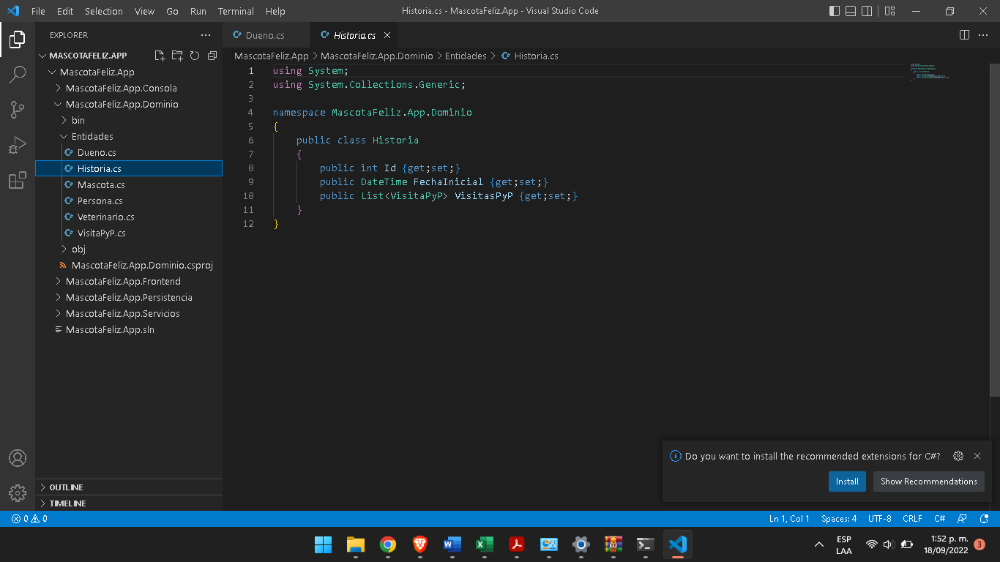 File Edit Selection View Go Run Terminal Help
Historia.cs - MascotaFeliz.App - Visual Studio Code
EXPLORER
MASCOTAFELIZ.APP
MascotaFeliz.App
MascotaFeliz.App.Consola
MascotaFeliz.App.Dominio
bin
Entidades
Dueno.cs
Historia.cs
Mascota.cs
Persona.cs
Veterinario.cs
VisitaPyP.cs
obj
MascotaFeliz.App.Dominio.csproj
MascotaFeliz.App.Frontend
MascotaFeliz.App.Persistencia
MascotaFeliz.App.Servicios
MascotaFeliz.App.sln
OUTLINE
TIMELINE
Dueno.cs Historia.cs
MascotaFeliz.App > MascotaFeliz.App.Dominio > Entidades > Historia.cs
1 using System;
2 using System.Collections.Generic;
3
4 namespace MascotaFeliz.App.Dominio
5 {
6 public class Historia
7 {
8 public int Id {get;set;}
9 public DateTime FechaInicial {get;set;}
10 public List<VisitaPyP> VisitasPyP {get;set;}
11 }
12 }
Do you want to install the recommended extensions for C#?
Install Show Recommendations
0 0 Ln 1, Col 1 Spaces: 4 UTF-8 CRLF C#
ESP
LAA
1:52 p. m.
18/09/2022
3